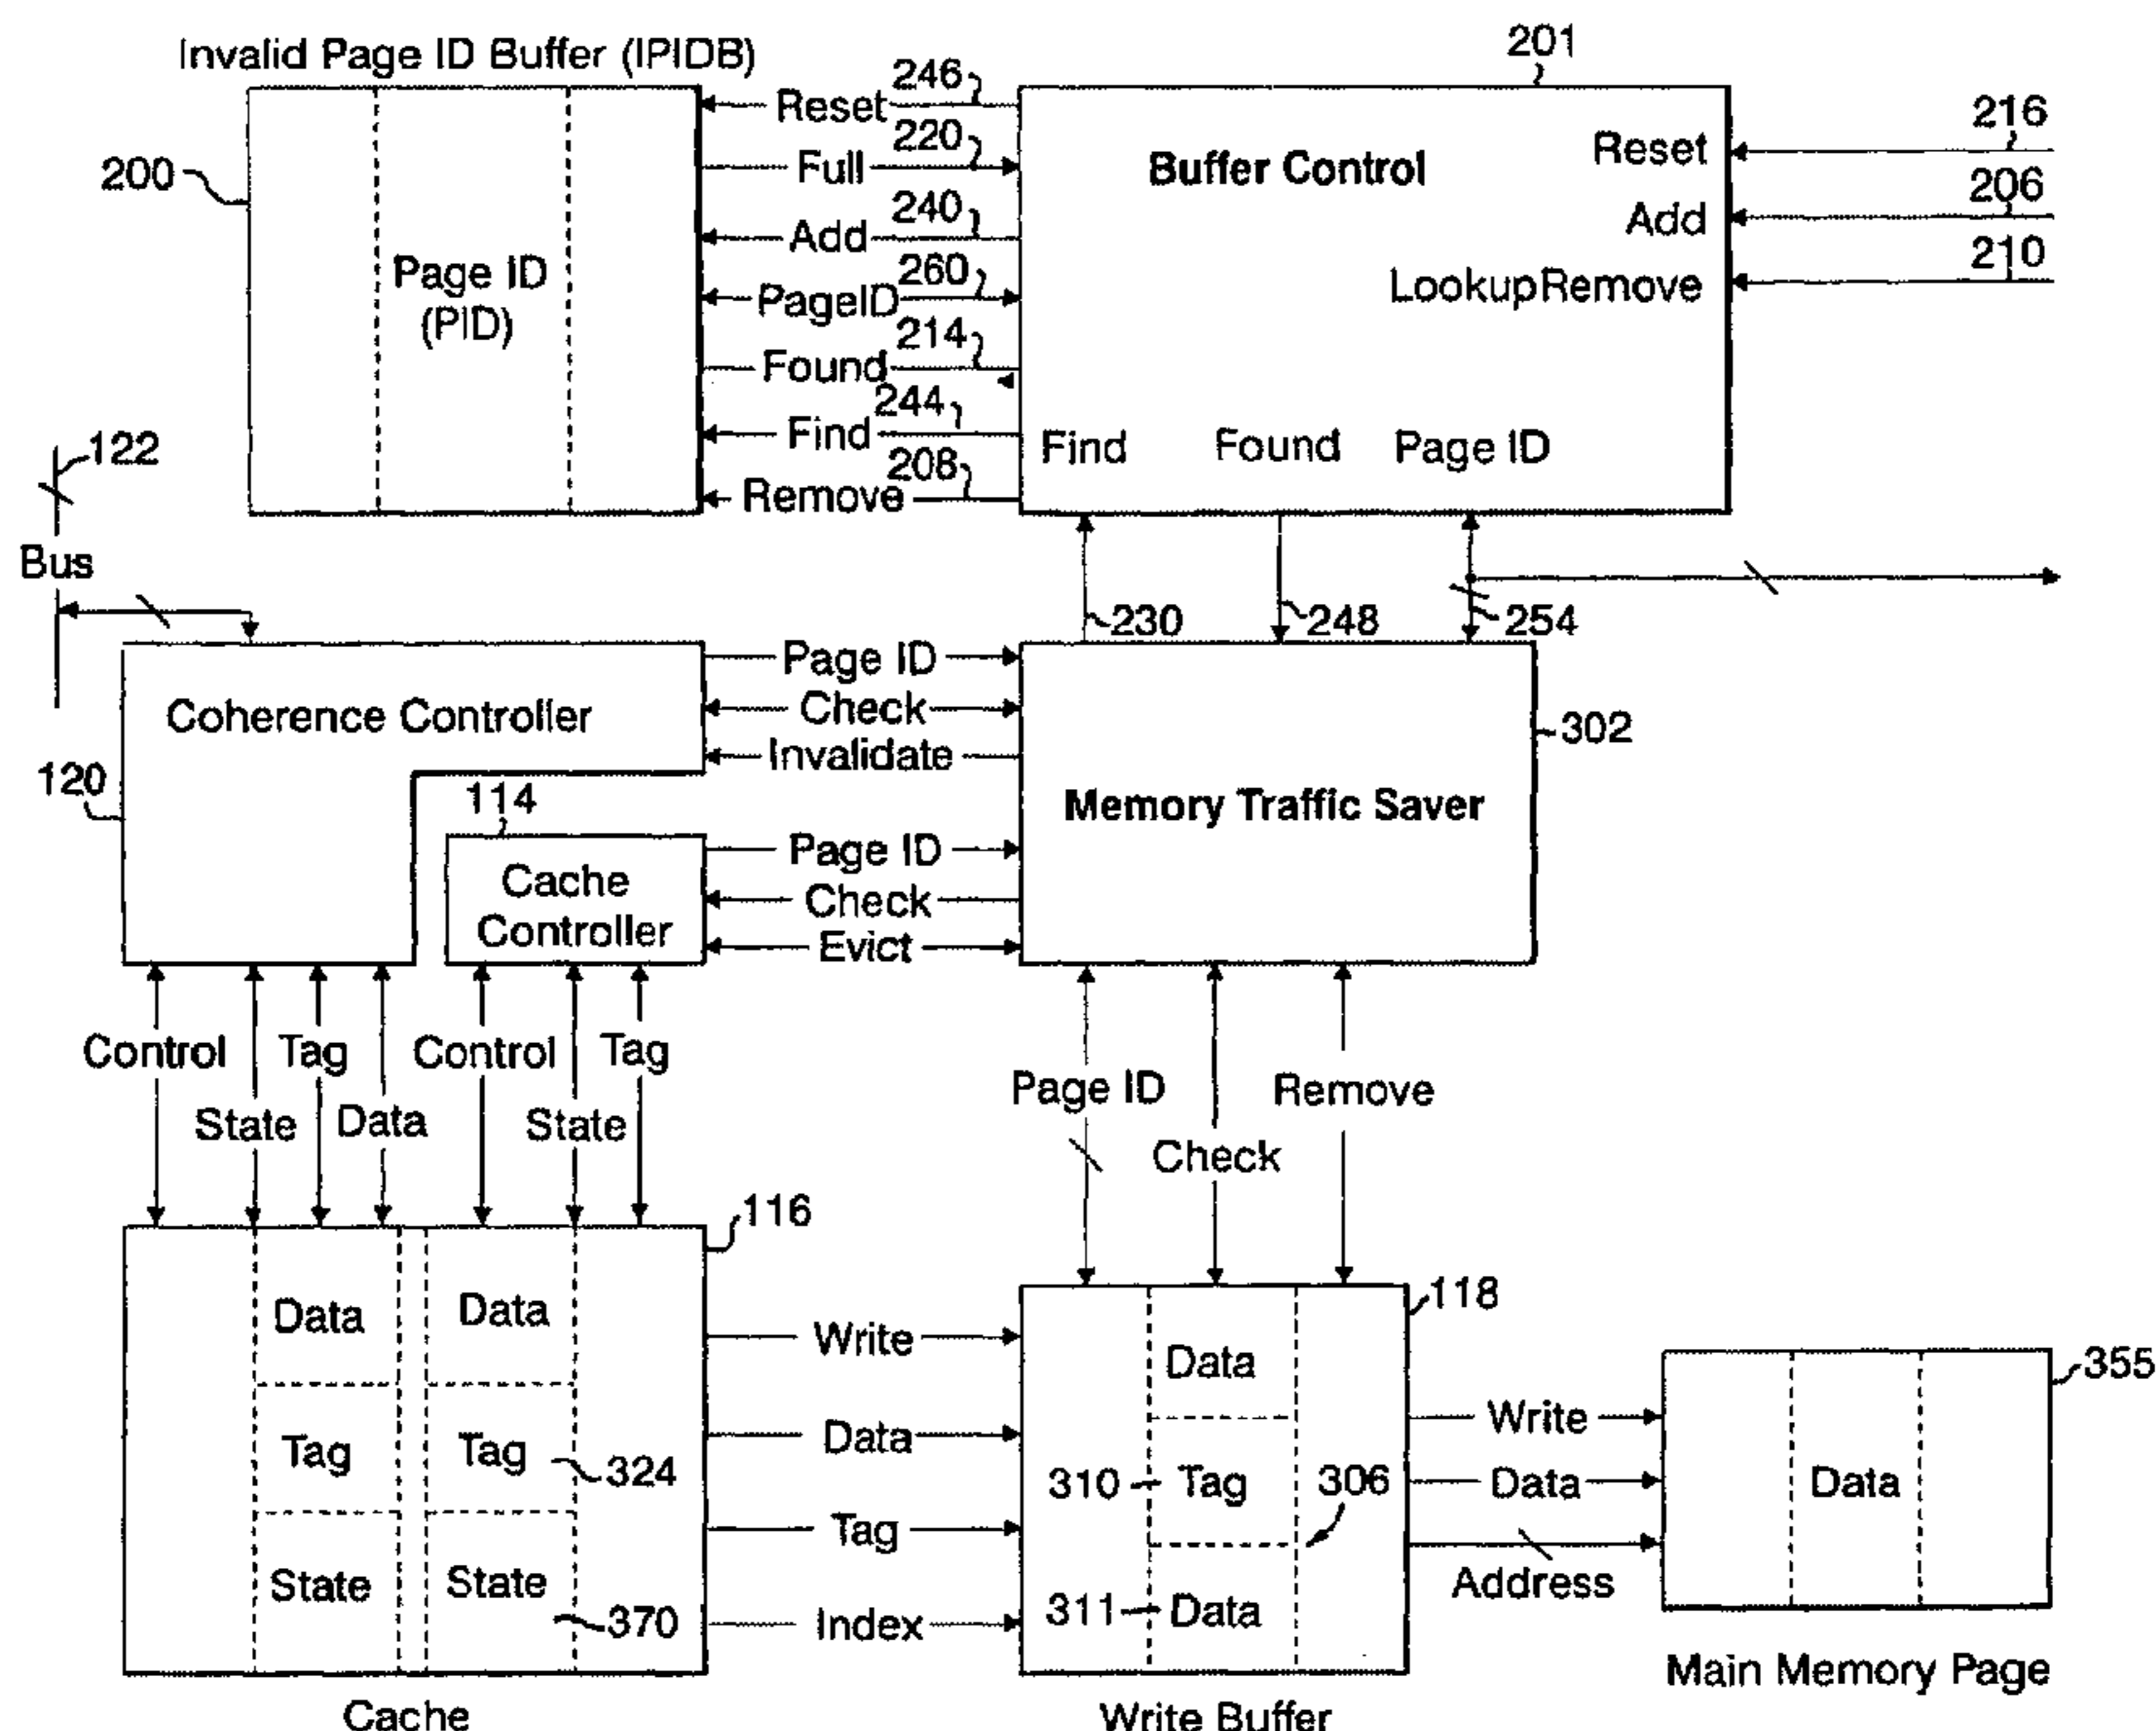 Invalid Page ID Buffer (IPIDB)
201
246
Reset
216
Reset
220
Full
Buffer Control
200
206
Add
240
Add
Page ID
(PID)
210
LookupRemove
260
PageID
214
Found
244
Find
Find
Found
Page ID
122
208
Remove
Bus
230
248
254
Page ID
Coherence Controller
Check
302
Invalidate
120
114
Memory Traffic Saver
Page ID
Cache
Controller
Check
Evict
Control
Tag
Control
Tag
State
Data
State
Page ID
Remove
Check
116
118
Data
Data
Write
Data
355
Write
Data
Tag
Tag
324
310
Tag
306
Data
Data
Tag
Address
State
State
370
Index
311
Data
Main Memory Page
Cache
Write Buffer